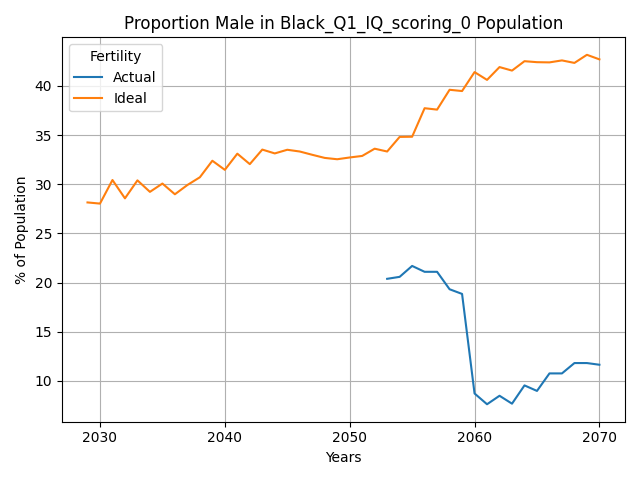 Proportion Male in Black_Q1_IQ_scoring_0 Population
Fertility
Actual
Ideal
% of Population
40
35
30
25
20
15
10
2030
2040
2050
2060
2070
Years